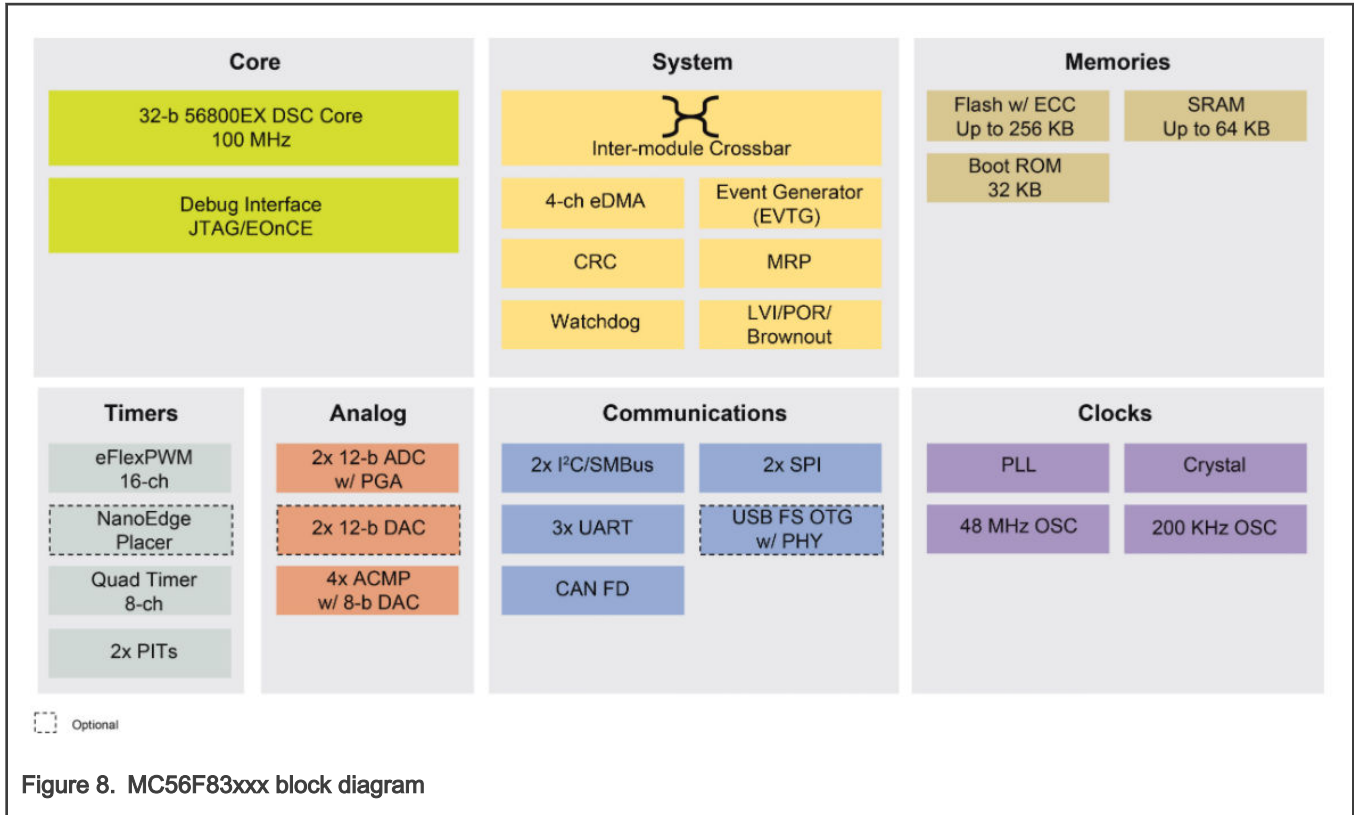 Core
32-b 56800EX DSC Core
100 MHz
Debug Interface
JTAG/EOnCE
System
Inter-module Crossbar
4-ch eDMA
Event Generator
(EVTG)
CRC
MRP
Watchdog
LVI/POR/
Brownout
Memories
Flash w/ ECC
Up to 256 KB
SRAM
Up to 64 KB
Boot ROM
32 KB
Timers
eFlexPWM
16-ch
NanoEdge
Placer
Quad Timer
8-ch
2x PITs
Analog
2x 12-b ADC
w/ PGA
2x 12-b DAC
4x ACMP
w/ 8-b DAC
Communications
2x I²C/SMBus
2x SPI
3x UART
USB FS OTG
w/ PHY
CAN FD
Clocks
PLL
Crystal
48 MHz OSC
200 KHz OSC
Optional
Figure 8. MC56F83xxx block diagram